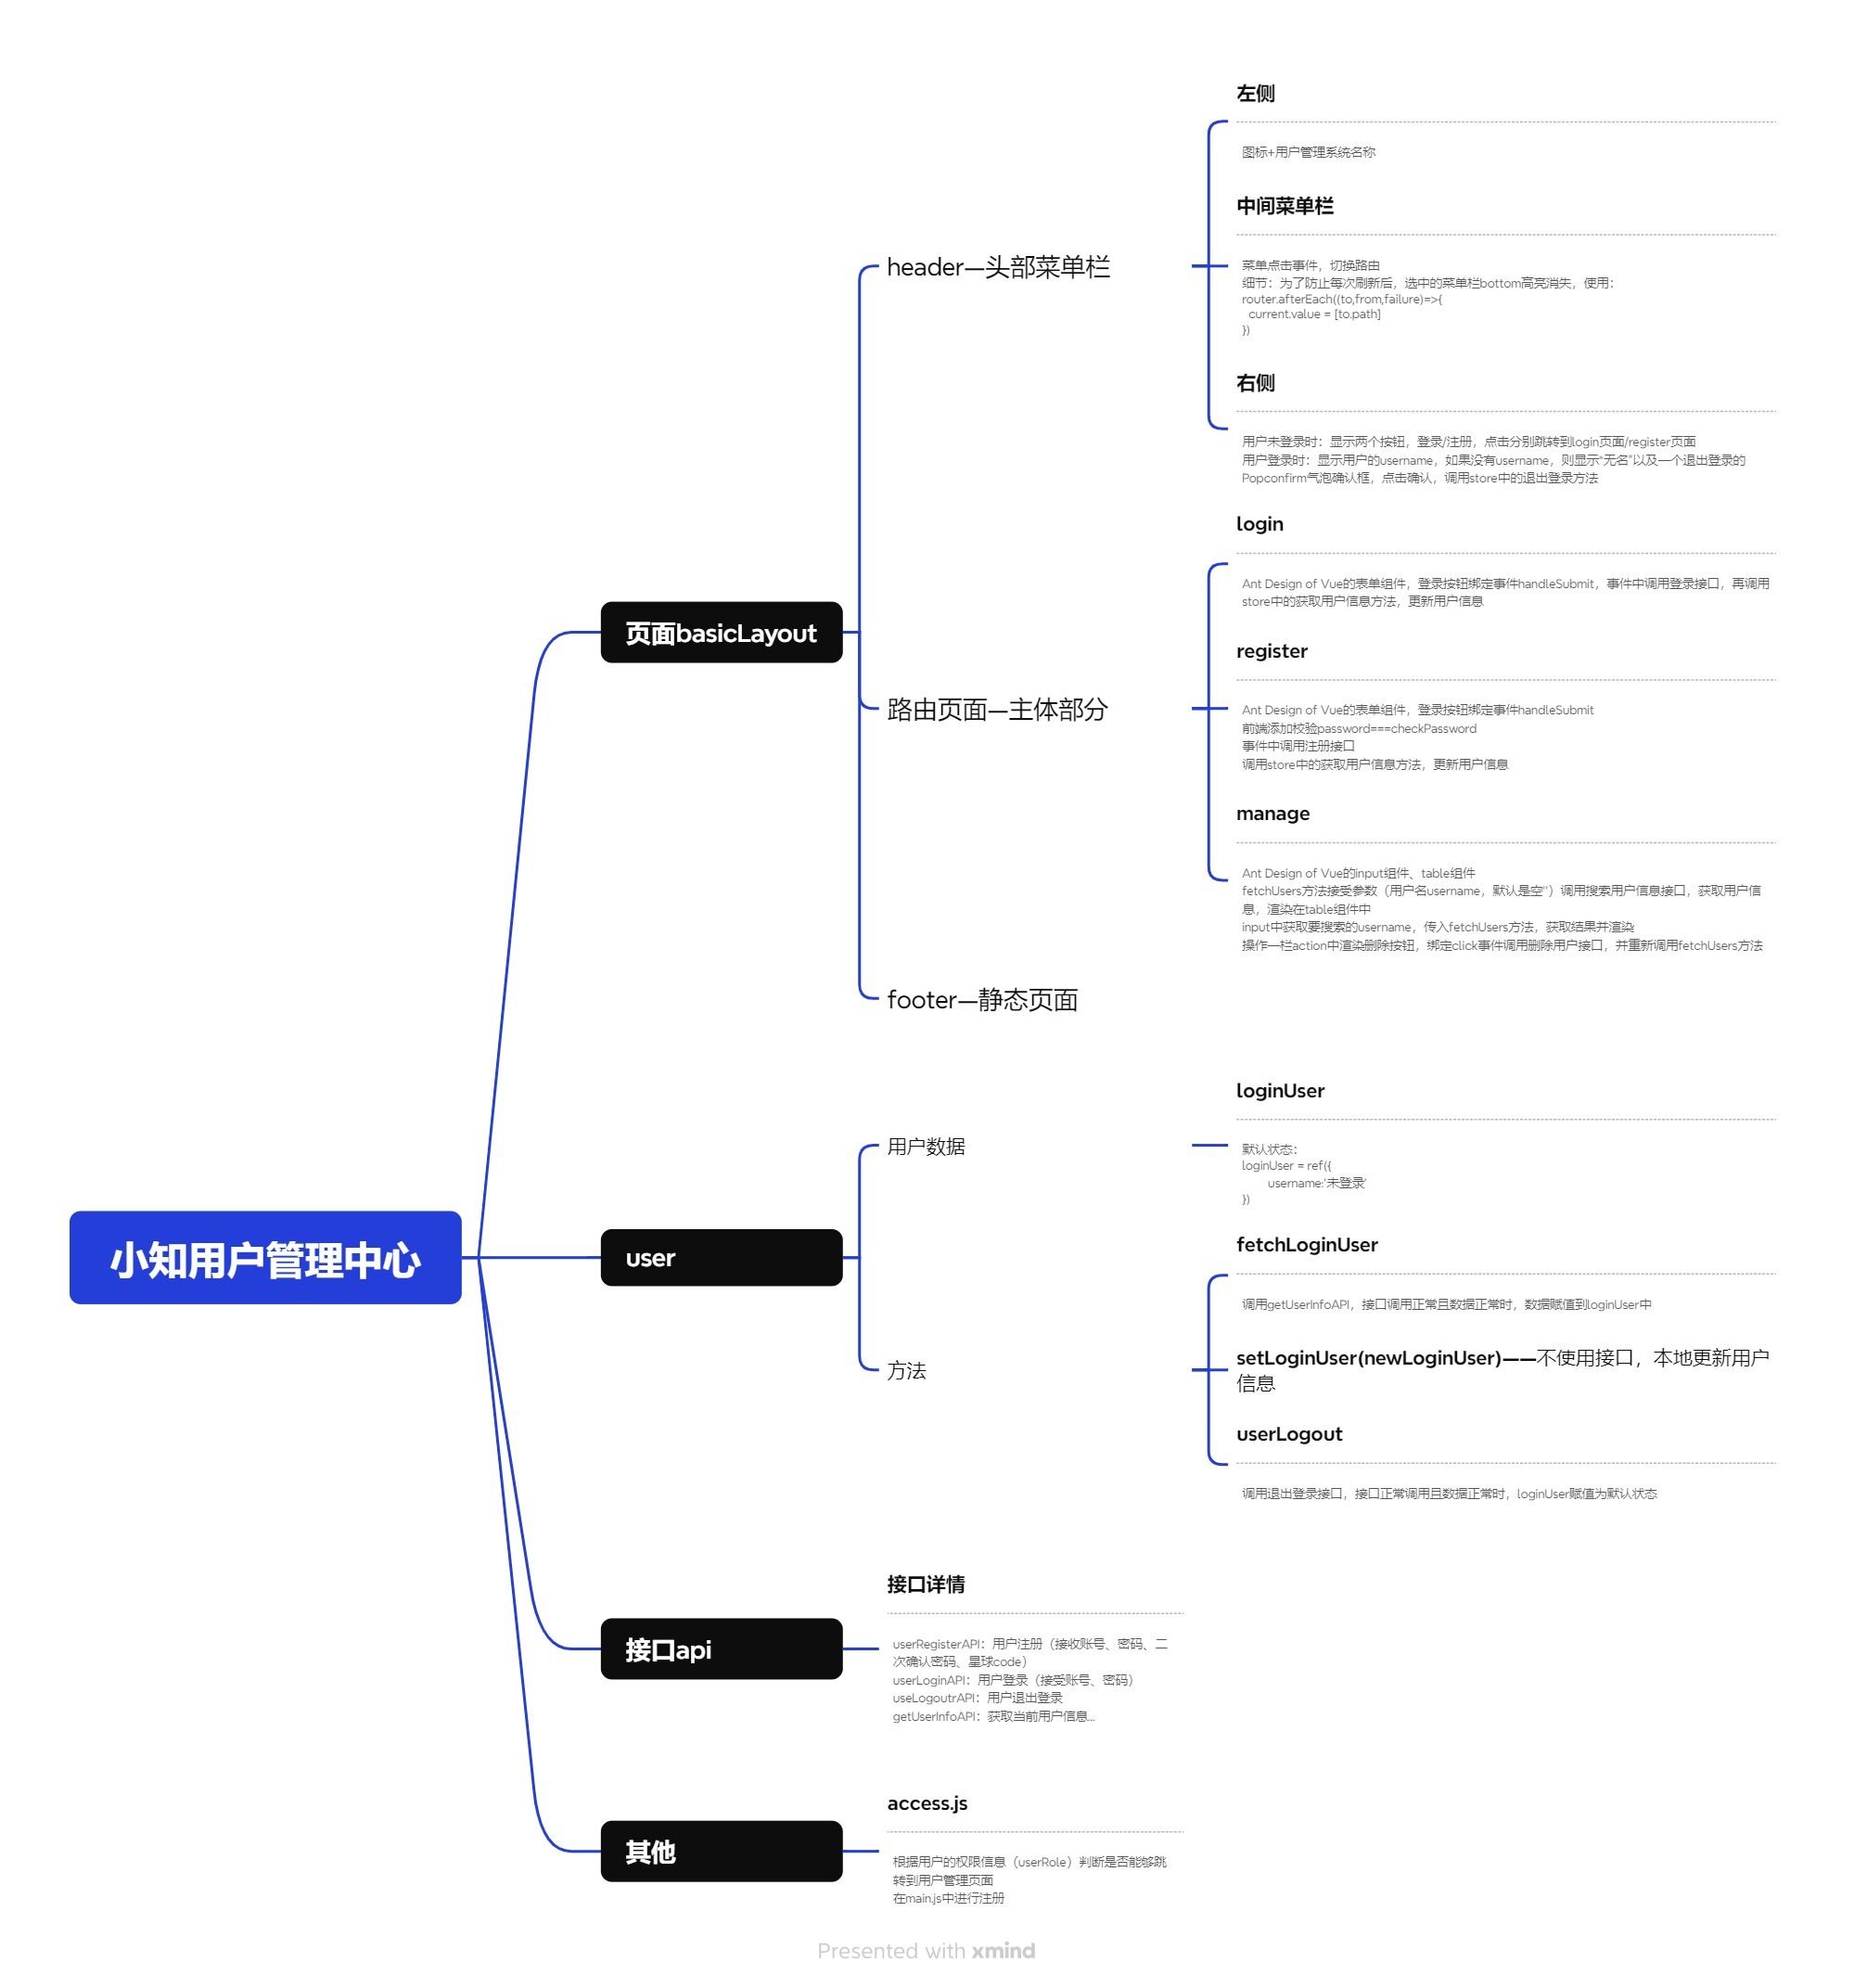 左侧
图标+用户管理系统名称
中间菜单栏
菜单点击事件，切换路由
细节：为了防止每次刷新后，选中的菜单栏bottom高亮消失，使用：
router.afterEach((to,from,failure)=>{
current.value = [to.path]
})
右侧
用户未登录时：显示两个按钮，登录/注册，点击分别跳转到login页面/register页面
用户登录时：显示用户的username，如果没有username，则显示“无名”以及一个退出登录的
Popconfirm气泡确认框，点击确认，调用store中的退出登录方法
header—头部菜单栏
login
Ant Design of Vue的表单组件，登录按钮绑定事件handleSubmit，事件中调用登录接口，再调用
store中的获取用户信息方法，更新用户信息
register
Ant Design of Vue的表单组件，登录按钮绑定事件handleSubmit
前端添加校验password===checkPassword
事件中调用注册接口
调用store中的获取用户信息方法，更新用户信息
manage
Ant Design of Vue的input组件、table组件
fetchUsers方法接受参数（用户名username，默认是空''）调用搜索用户信息接口，获取用户信
息，渲染在table组件中
input中获取要搜索的username，传入fetchUsers方法，获取结果并渲染
操作一栏action中渲染删除按钮，绑定click事件调用删除用户接口，并重新调用fetchUsers方法
页面basicLayout
路由页面—主体部分
footer—静态页面
loginUser
默认状态：
loginUser = ref({
username:'未登录'
})
用户数据
fetchLoginUser
调用getUserInfoAPI，接口调用正常且数据正常时，数据赋值到loginUser中
setLoginUser(newLoginUser)——不使用接口，本地更新用户
信息
userLogout
调用退出登录接口，接口正常调用且数据正常时，loginUser赋值为默认状态
方法
user
小知用户管理中心
接口详情
userRegisterAPI：用户注册（接收账号、密码、二
次确认密码、星球code）
userLoginAPI：用户登录（接受账号、密码）
useLogoutrAPI：用户退出登录
getUserInfoAPI：获取当前用户信息...
接口api
access.js
根据用户的权限信息（userRole）判断是否能够跳
转到用户管理页面
在main.js中进行注册
其他
Presented with xmind